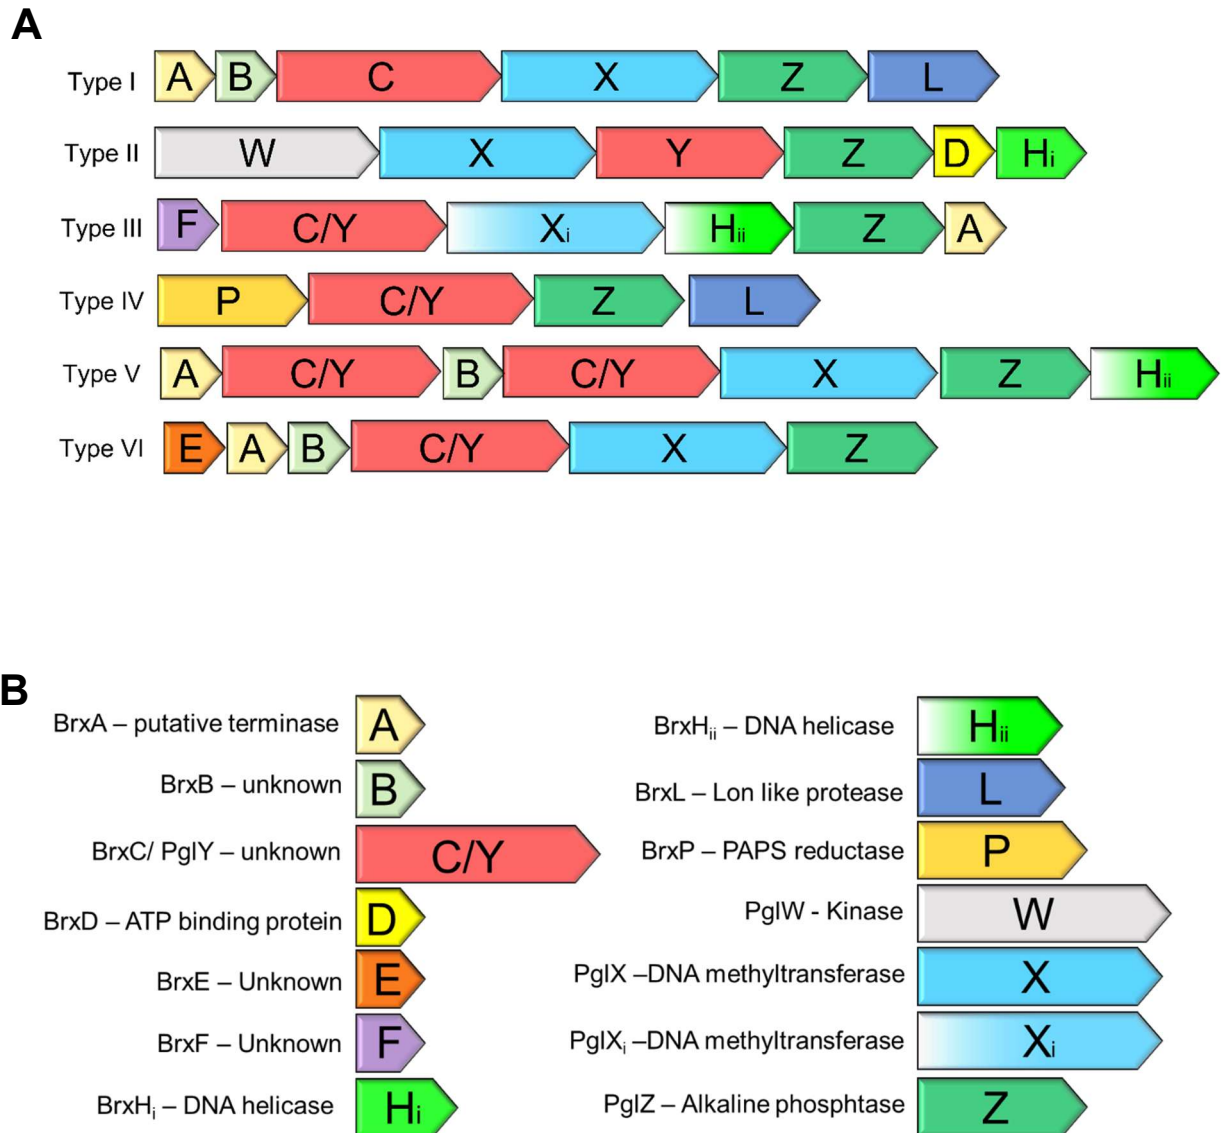 A
Type I A B C X Z L
Type II W X Y Z D Hi
Type III F C/Y Xi Hii Z A
Type IV P C/Y Z L
Type V A C/Y B C/Y X Z Hii
Type VI E A B C/Y X Z
B
BrxA – putative terminase A
BrxB – unknown B
BrxC/ PglY – unknown C/Y
BrxD – ATP binding protein D
BrxE – Unknown E
BrxF – Unknown F
BrxHi – DNA helicase Hi
BrxHii – DNA helicase Hii
BrxL – Lon like protease L
BrxP – PAPS reductase P
PglW - Kinase W
PglX –DNA methyltransferase X
PglXi –DNA methyltransferase Xi
PglZ – Alkaline phosphtase Z